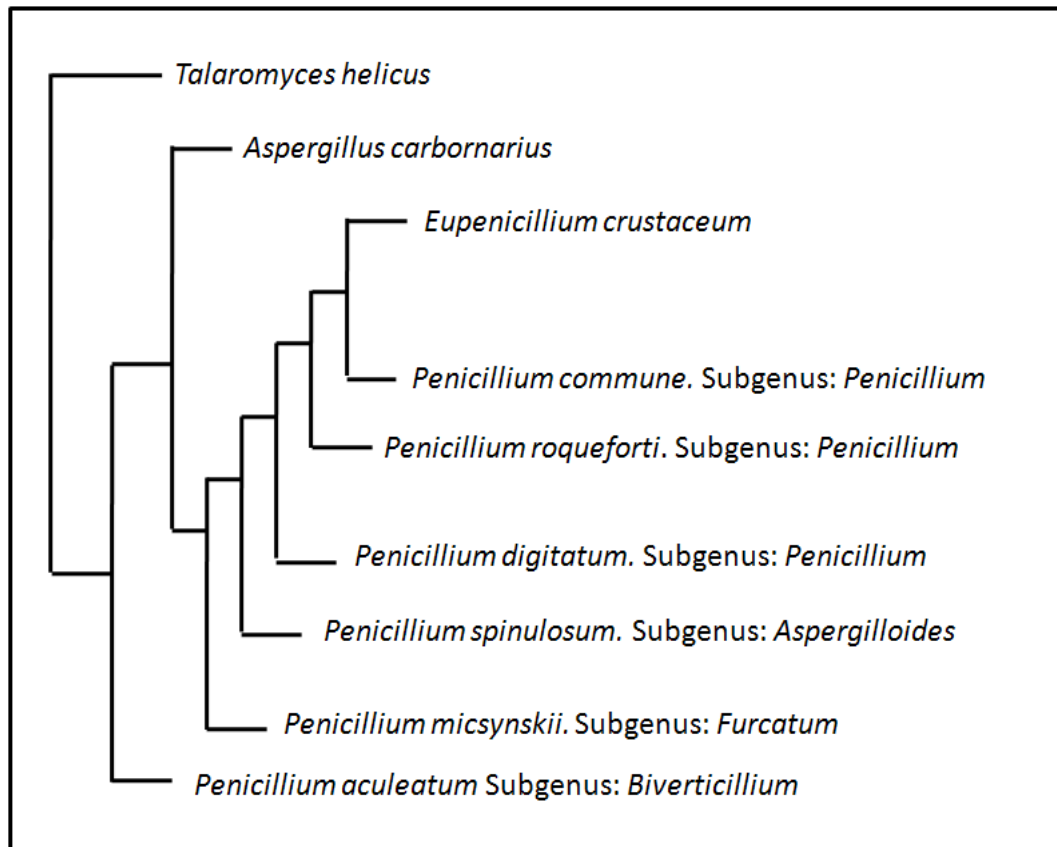 Talaromyces helicus
Aspergillus carbornarius
Eupenicillium crustaceum
Penicillium commune. Subgenus: Penicillium
Penicillium roqueforti. Subgenus: Penicillium
Penicillium digitatum. Subgenus: Penicillium
Penicillium spinulosum. Subgenus: Aspergilloides
Penicillium micsynskii. Subgenus: Furcatum
Penicillium aculeatum Subgenus: Biverticillium